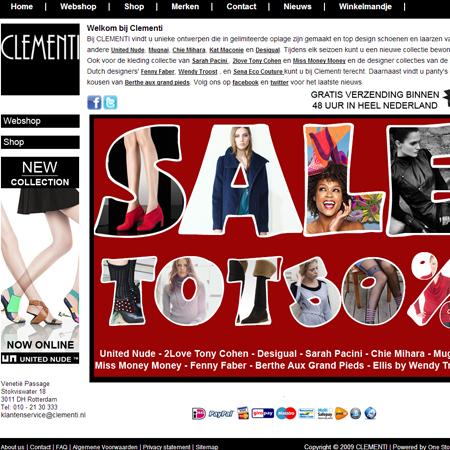 Home | Webshop | Shop | Merken | Contact | Nieuws | Winkelmandje |
CLEMENTI
Welkom bij Clementi
Bij CLEMENTI vindt u unieke ontwerpen die in gelimiteerde oplage zijn gemaakt en top design schoenen en laarzen va
andere United Nude, Mugnai, Chie Mihara, Kat Maconie en Desigual. Tijdens elk seizoen kunt u een nieuwe collectie bewon
Ook voor de kleding collectie van Sarah Pacini, 2love Tony Cohen en Miss Money Money en de designer collecties van de
Dutch designers' Fenny Faber, Wendy Troost , en Sena Eco Couture kunt u bij Clementi terecht. Daarnaast vindt u panty's
kousen van Berthe aux grand pieds. Volg ons op facebook en twitter voor het laatste nieuws.
GRATIS VERZENDING BINNEN
48 UUR IN HEEL NEDERLAND
Webshop
Shop
NEW
COLLECTION
NOW ONLINE
UNITED NUDE ™
SALE
TOT 50%
United Nude - 2Love Tony Cohen - Desigual - Sarah Pacini - Chie Mihara - Mug
Miss Money Money - Fenny Faber - Berthe Aux Grand Pieds - Ellis by Wendy Tr
Venetië Passage
Stokviswater 18
3011 DH Rotterdam
Tel: 010 - 21 30 333
klantenservice@clementi.nl
PayPal giropay
About us | Contact | FAQ | Algemene Voorwaarden | Privacy statement | Sitemap
Copyright © 2009 CLEMENTI | Powered by One Sto